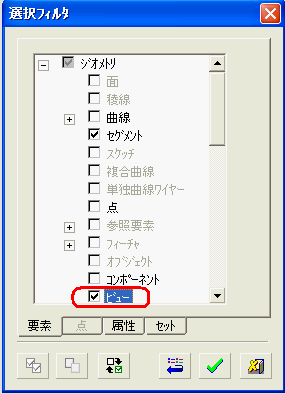 選択フィルタ
ジオメトリ
面
稜線
曲線
セグメント
スケッチ
複合曲線
単独曲線ワイヤー
点
参照要素
フィーチャ
オブジェクト
コンポーネント
ビュー
要素 点 属性 セット